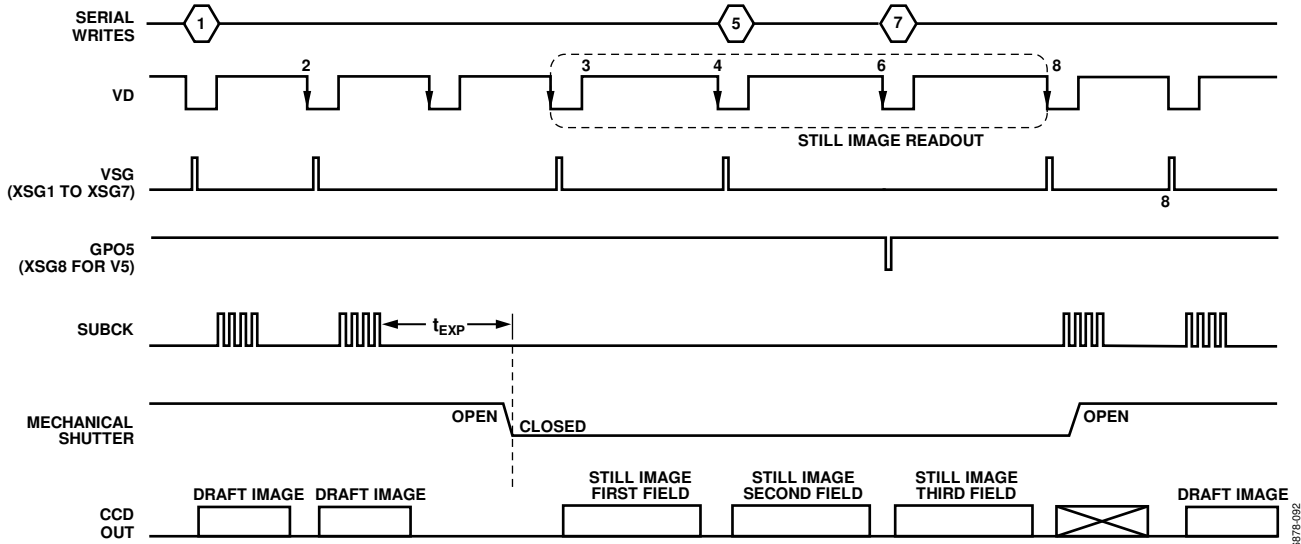 SERIAL
WRITES
1
5
7
VD
2
3
4
6
8
STILL IMAGE READOUT
VSG
(XSG1 TO XSG7)
8
GPO5
(XSG8 FOR V5)
SUBCK
tEXP
MECHANICAL
SHUTTER
OPEN
CLOSED
OPEN
CCD
OUT
DRAFT IMAGE
DRAFT IMAGE
STILL IMAGE
FIRST FIELD
STILL IMAGE
SECOND FIELD
STILL IMAGE
THIRD FIELD
DRAFT IMAGE